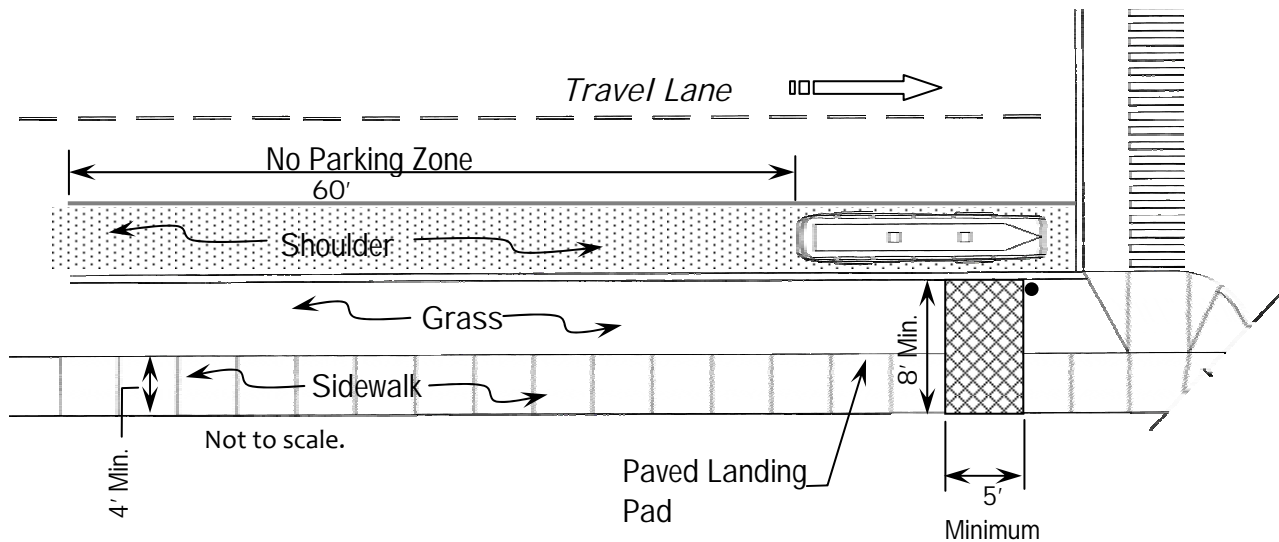 Travel Lane
No Parking Zone
60'
Shoulder
Grass
8' Min.
Sidewalk
Not to scale.
4' Min.
Paved Landing
Pad
5'
Minimum